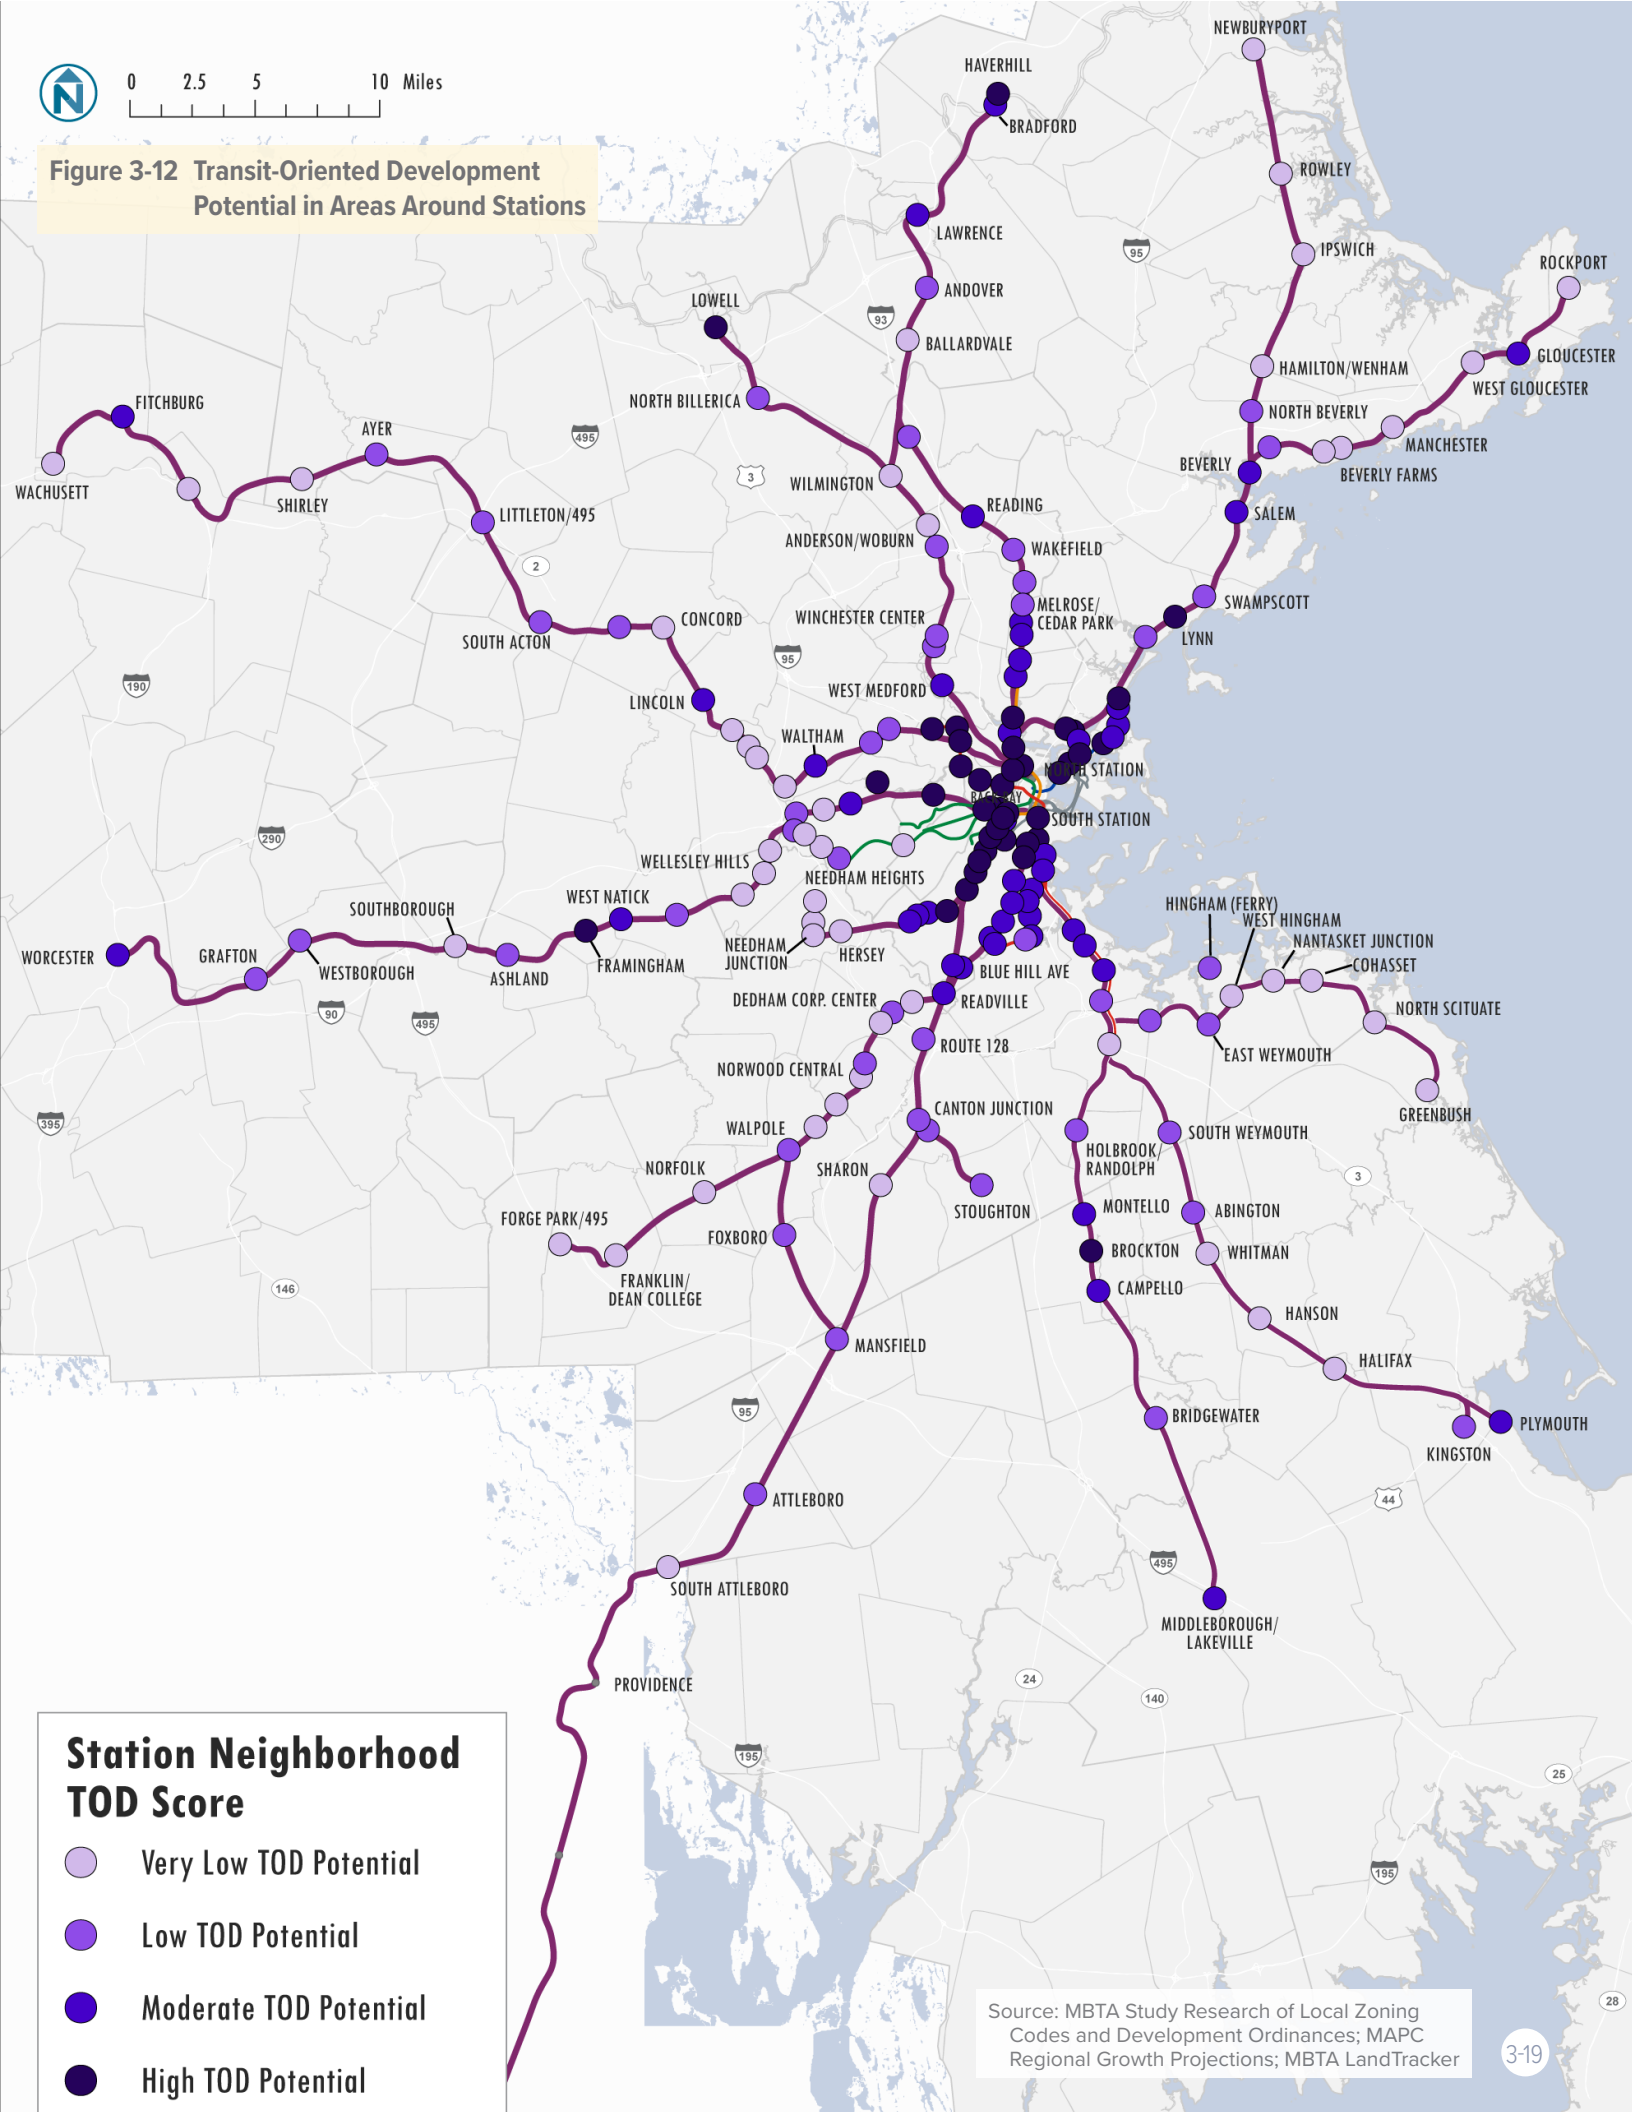 NEWBURYPORT
HAVERHILL
0 2.5 5 10 Miles
N
BRADFORD
Figure 3-12 Transit-Oriented Development
Potential in Areas Around Stations
ROWLEY
LAWRENCE
95
IPSWICH
ROCKPORT
ANDOVER
LOWELL
93
BALLARDVALE
GLOUCESTER
HAMILTON/WENHAM
WEST GLOUCESTER
FITCHBURG
NORTH BILLERICA
NORTH BEVERLY
AYER
495
MANCHESTER
BEVERLY
BEVERLY FARMS
WACHUSETT
3
WILMINGTON
SHIRLEY
READING
LITTLETON/495
SALEM
ANDERSON/WOBURN
WAKEFIELD
2
SWAMPSCOTT
MELROSE/
CEDAR PARK
WINCHESTER CENTER
CONCORD
SOUTH ACTON
LYNN
95
190
WEST MEDFORD
LINCOLN
WALTHAM
NORTH STATION
BACK BAY
SOUTH STATION
290
WELLESLEY HILLS
NEEDHAM HEIGHTS
WEST NATICK
SOUTHBOROUGH
HINGHAM (FERRY)
WEST HINGHAM
NANTASKET JUNCTION
NEEDHAM
JUNCTION
HERSEY
WORCESTER
GRAFTON
WESTBOROUGH
ASHLAND
FRAMINGHAM
BLUE HILL AVE
COHASSET
DEDHAM CORP. CENTER
READVILLE
NORTH SCITUATE
90
495
ROUTE 128
EAST WEYMOUTH
NORWOOD CENTRAL
395
CANTON JUNCTION
GREENBUSH
WALPOLE
SOUTH WEYMOUTH
HOLBROOK/
RANDOLPH
NORFOLK
SHARON
3
FORGE PARK/495
STOUGHTON
MONTELLO
ABINGTON
FOXBORO
BROCKTON
WHITMAN
146
FRANKLIN/
DEAN COLLEGE
CAMPELLO
HANSON
MANSFIELD
HALIFAX
95
BRIDGEWATER
PLYMOUTH
KINGSTON
ATTLEBORO
44
495
SOUTH ATTLEBORO
MIDDLEBOROUGH/
LAKEVILLE
PROVIDENCE
24
140
195
25
Station Neighborhood
TOD Score
Very Low TOD Potential
195
Low TOD Potential
Moderate TOD Potential
28
High TOD Potential
Source: MBTA Study Research of Local Zoning
Codes and Development Ordinances; MAPC
Regional Growth Projections; MBTA LandTracker
3-19